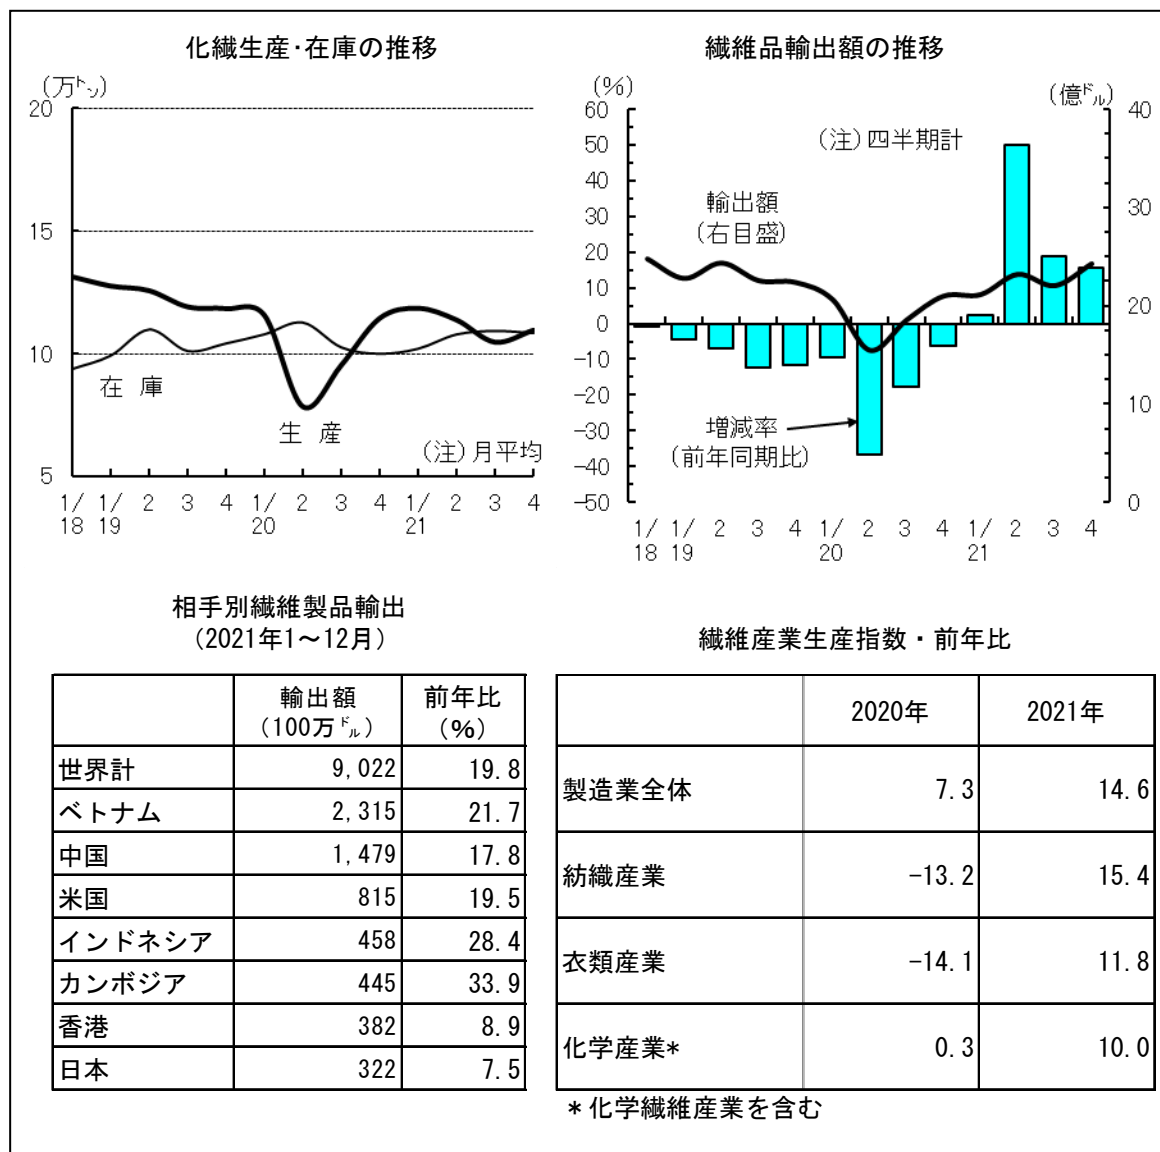 化繊生産･在庫の推移
(万㌧)
20
15
10
5
在 庫
生 産
(注)月平均
1/ 1/ 2 3 4 1/ 2 3 4 1/ 2 3 4
18 19 20 21
繊維品輸出額の推移
(%)
(億㌦)
60
50
40
30
20
10
0
-10
-20
-30
-40
-50
40
30
20
10
0
(注)四半期計
輸出額
(右目盛)
増減率
(前年同期比)
1/ 1/ 2 3 4 1/ 2 3 4 1/ 2 3 4
18 19 20 21
相手別繊維製品輸出
(2021年1～12月)
輸出額 前年比
(100万㌦) (%)
世界計 9,022 19.8
ベトナム 2,315 21.7
中国 1,479 17.8
米国 815 19.5
インドネシア 458 28.4
カンボジア 445 33.9
香港 382 8.9
日本 322 7.5
繊維産業生産指数・前年比
2020年 2021年
製造業全体 7.3 14.6
紡織産業 -13.2 15.4
衣類産業 -14.1 11.8
化学産業* 0.3 10.0
*化学繊維産業を含む